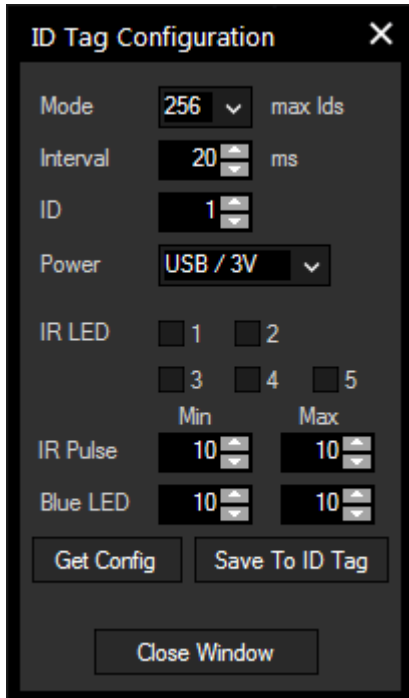 ID Tag Configuration
Mode 256 max Ids
Interval 20 ms
ID 1
Power USB / 3V
IR LED 1 2
3 4 5
Min Max
IR Pulse 10 10
Blue LED 10 10
Get Config Save To ID Tag
Close Window